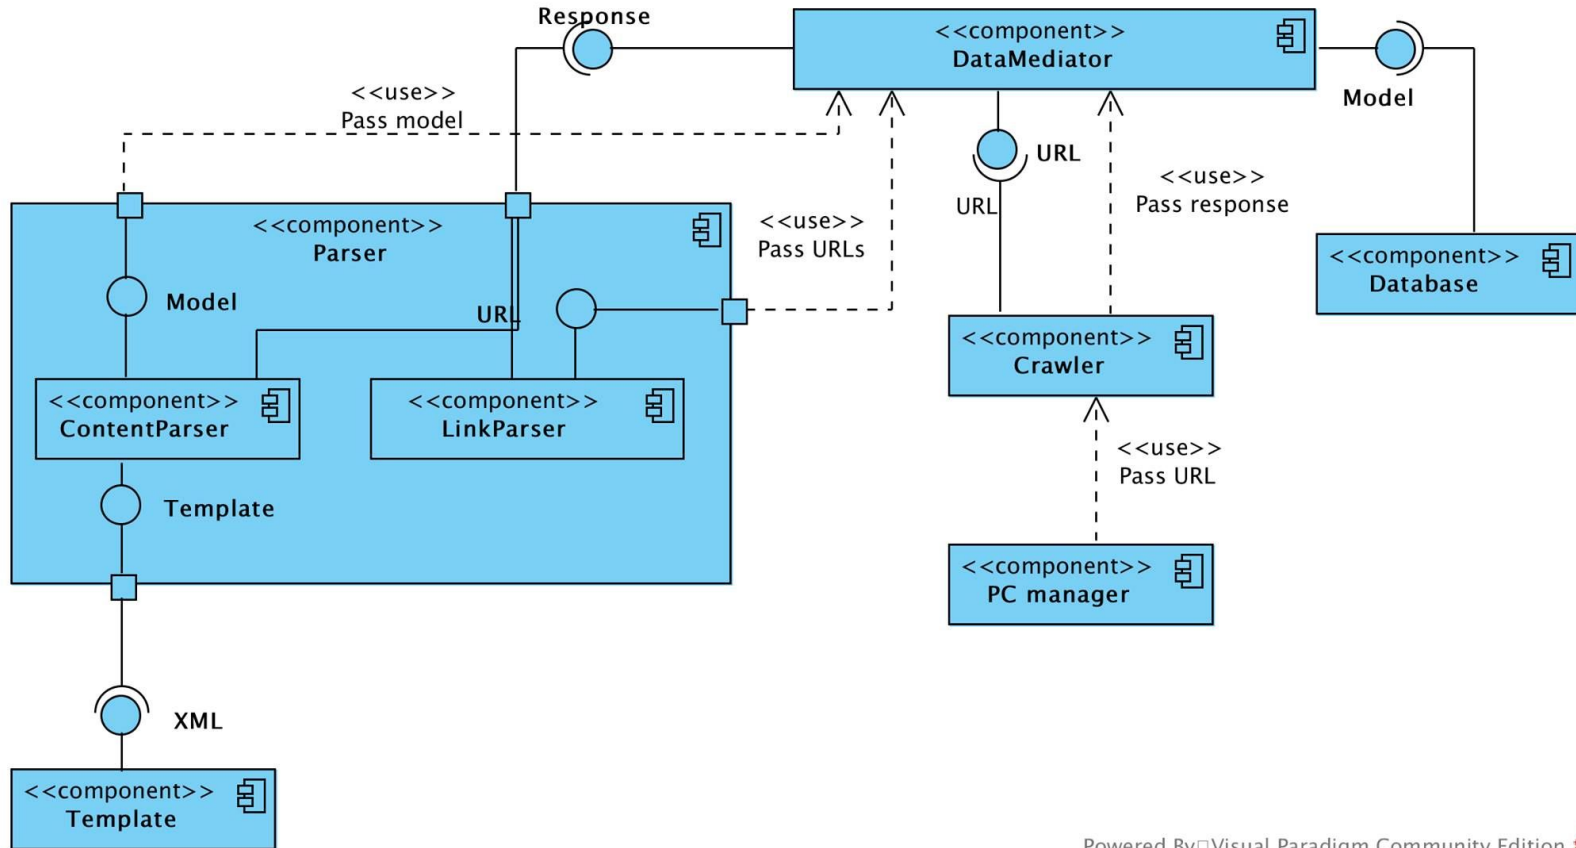 Response
<<component>>
DataMediator
Model
<<use>>
Pass model
URL
URL
<<use>>
Pass response
<<use>>
Pass URLs
<<component>>
Parser
<<component>>
Database
Model
URL
<<component>>
Crawler
<<component>>
ContentParser
<<component>>
LinkParser
<<use>>
Pass URL
Template
<<component>>
PC manager
XML
<<component>>
Template
Powered By□Visual Paradigm Community Edition